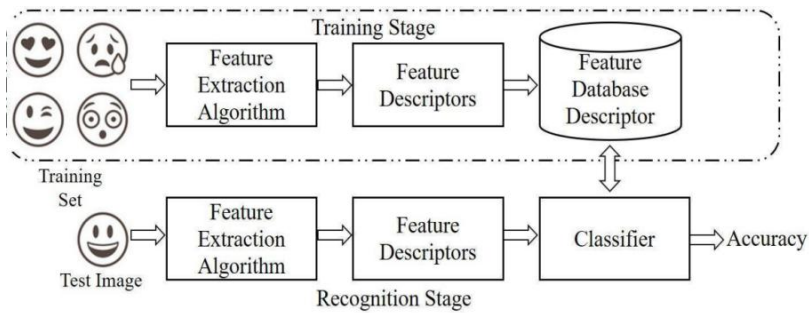 Training Stage
Feature
Extraction
Algorithm
Feature
Descriptors
Feature
Database
Descriptor
Training
Set
Test Image
Feature
Extraction
Algorithm
Feature
Descriptors
Classifier
Accuracy
Recognition Stage